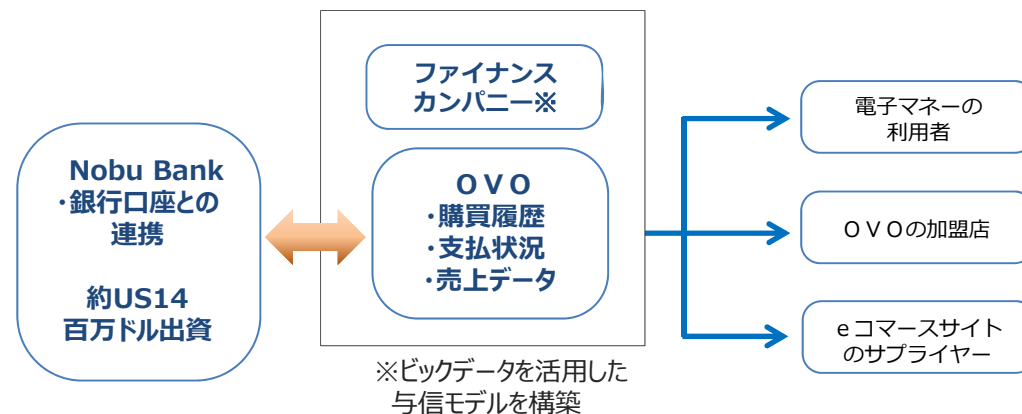 ファイナンス
カンパニー※
Nobu Bank
・銀行口座との
連携
約US14
百万ドル出資
ＯＶＯ
・購買履歴
・支払状況
・売上データ
電子マネーの
利用者
ＯＶＯの加盟店
ｅコマースサイト
のサプライヤー
※ビックデータを活用した
与信モデルを構築